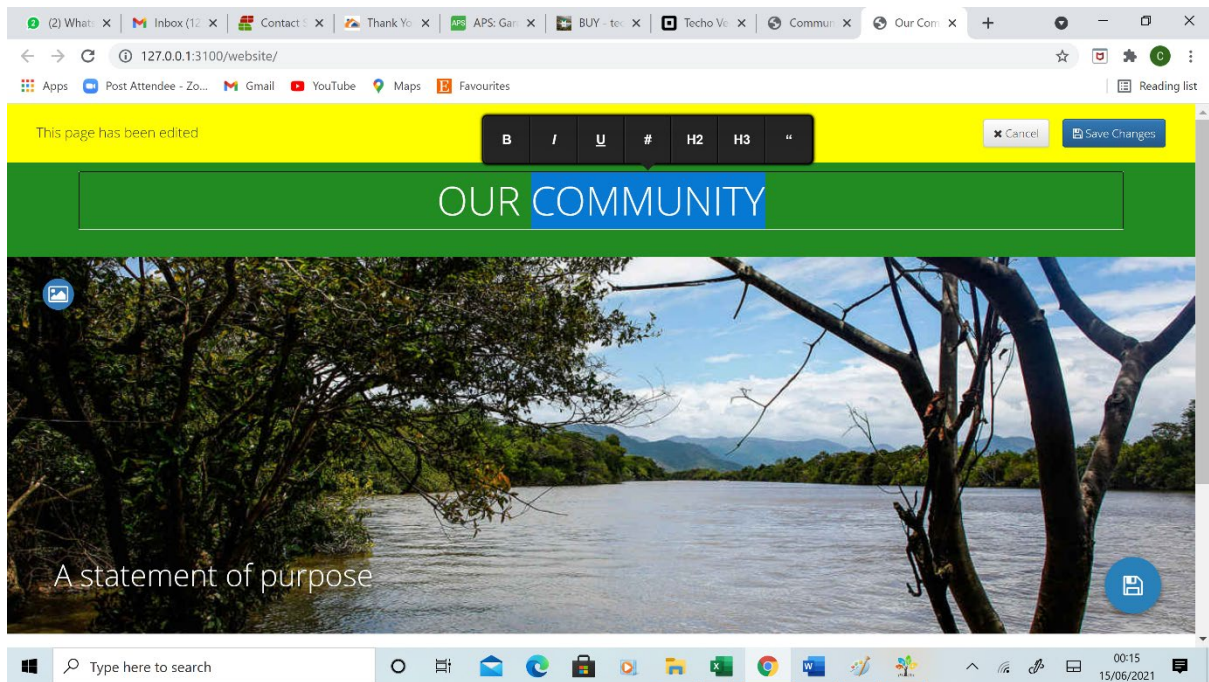 (2) What
Inbox (12
Contact S
Thank Yo
APS APS: Gar
BUY - tec
Techo Ve
Commun
Our Com
127.0.0.1:3100/website/
Apps Post Attendee - Zo... Gmail YouTube Maps Favourites Reading list
This page has been edited
B I U # H2 H3 “
Cancel Save Changes
OUR COMMUNITY
A statement of purpose
Type here to search
00:15
15/06/2021